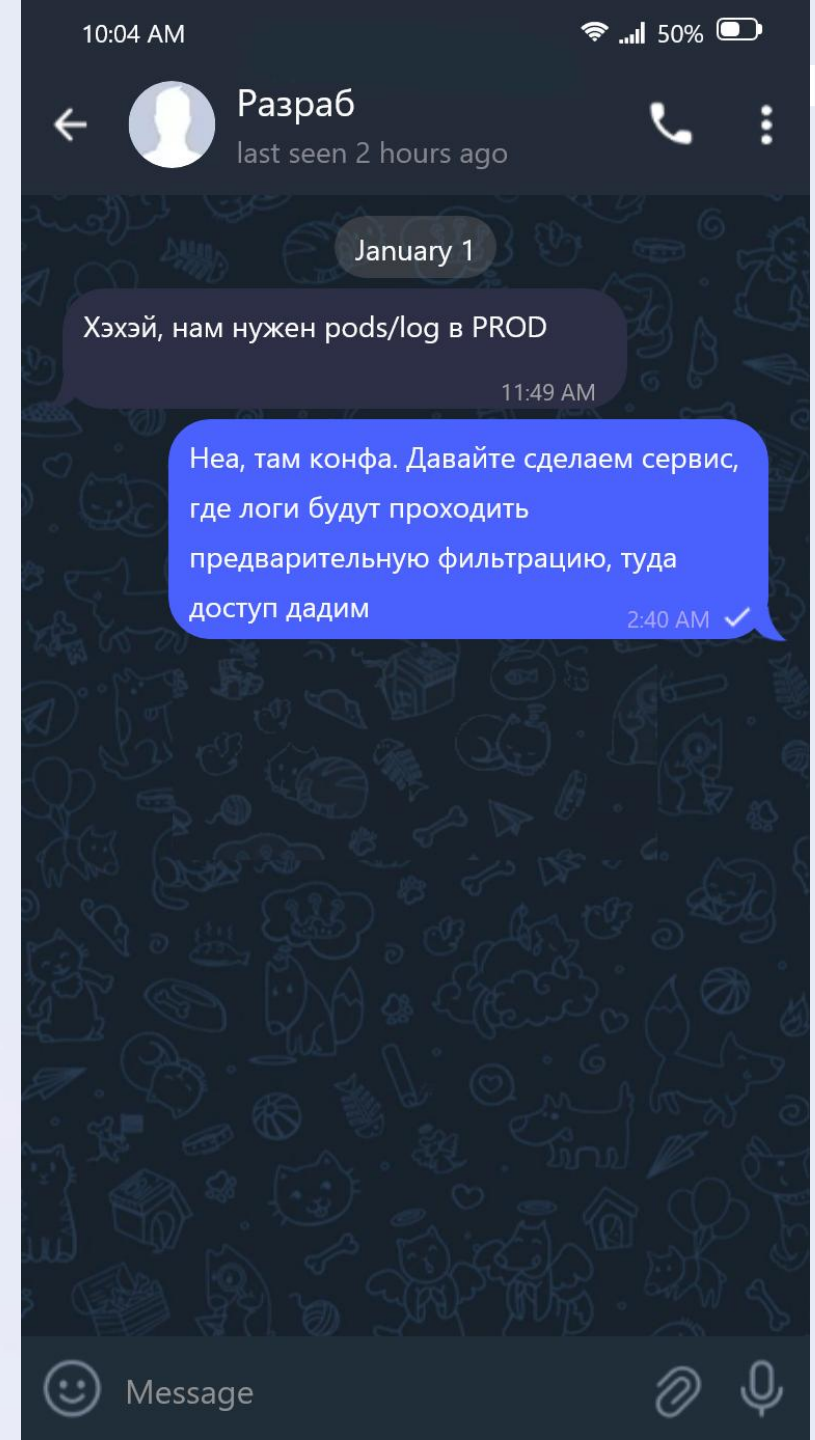 10:04 AM
50%
Разраб
last seen 2 hours ago
January 1
Хэхэй, нам нужен pods/log в PROD
11:49 AM
Неа, там конфа. Давайте сделаем сервис,
где логи будут проходить
предварительную фильтрацию, туда
доступ дадим
2:40 AM
Message